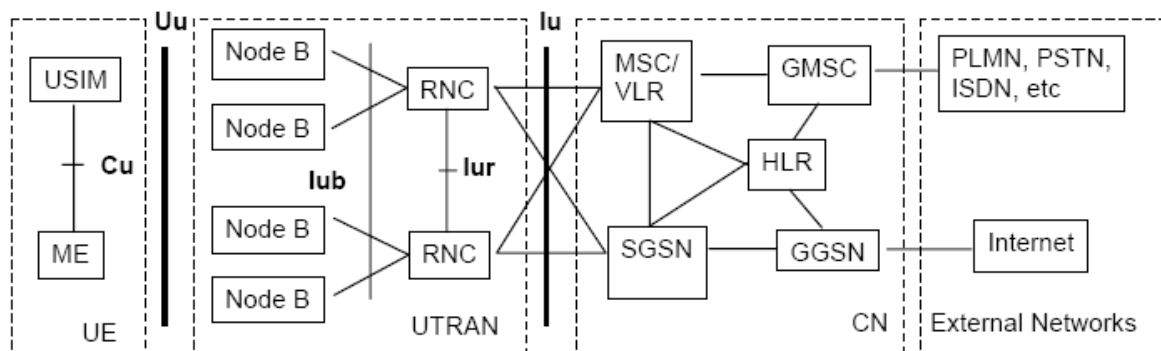 Uu
Iu
Node B
USIM
Node B
RNC
Cu
Iub
Iur
Node B
ME
RNC
Node B
UE
UTRAN
MSC/
VLR
GMSC
HLR
SGSN
GGSN
CN
PLMN, PSTN,
ISDN, etc
Internet
External Networks